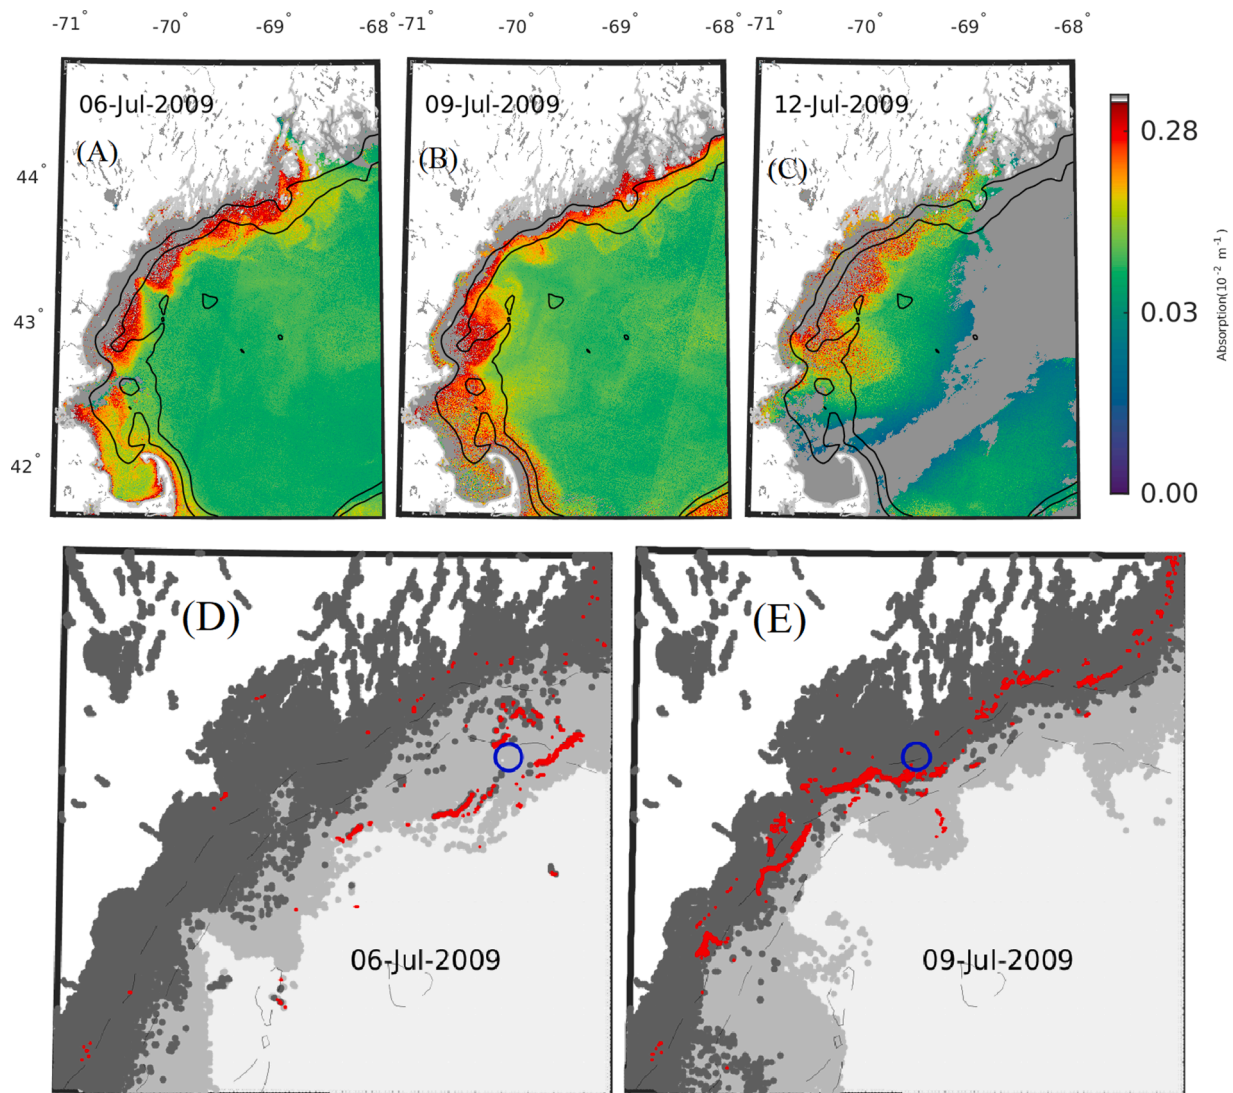 -71° -70° -69° -68° -71° -70° -69° -68° -71° -70° -69° -68°
06-Jul-2009 09-Jul-2009 12-Jul-2009
(A) (B) (C)
44°
43°
42°
0.28
0.03
0.00
Absorption(10⁻² m⁻¹)
(D) (E)
06-Jul-2009 09-Jul-2009